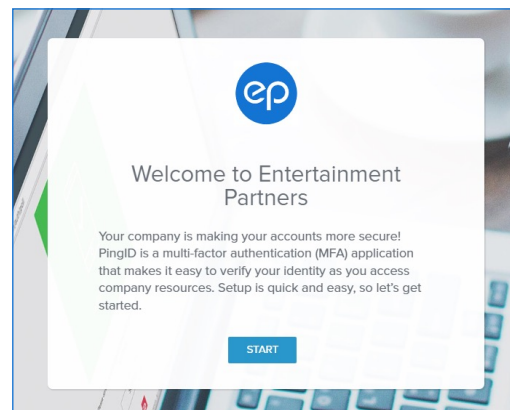 ep
Welcome to Entertainment
Partners
Your company is making your accounts more secure!
PingID is a multi-factor authentication (MFA) application
that makes it easy to verify your identity as you access
company resources. Setup is quick and easy, so let's get
started.
START